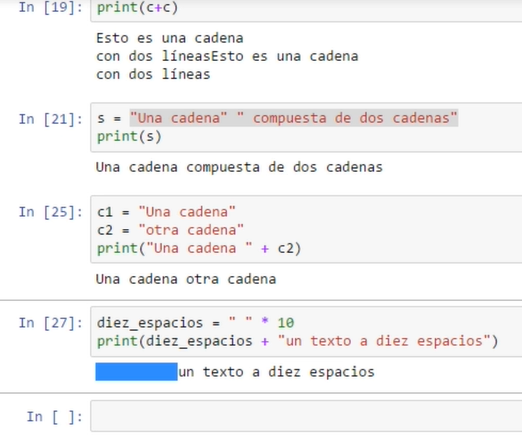 In [19]: print(c+c)
Esto es una cadena
con dos líneasEsto es una cadena
con dos líneas
In [21]: s = "Una cadena" " compuesta de dos cadenas"
print(s)
Una cadena compuesta de dos cadenas
In [25]: c1 = "Una cadena"
c2 = "otra cadena"
print("Una cadena " + c2)
Una cadena otra cadena
In [27]: diez_espacios = " " * 10
print(diez_espacios + "un texto a diez espacios")
          un texto a diez espacios
In [ ]: